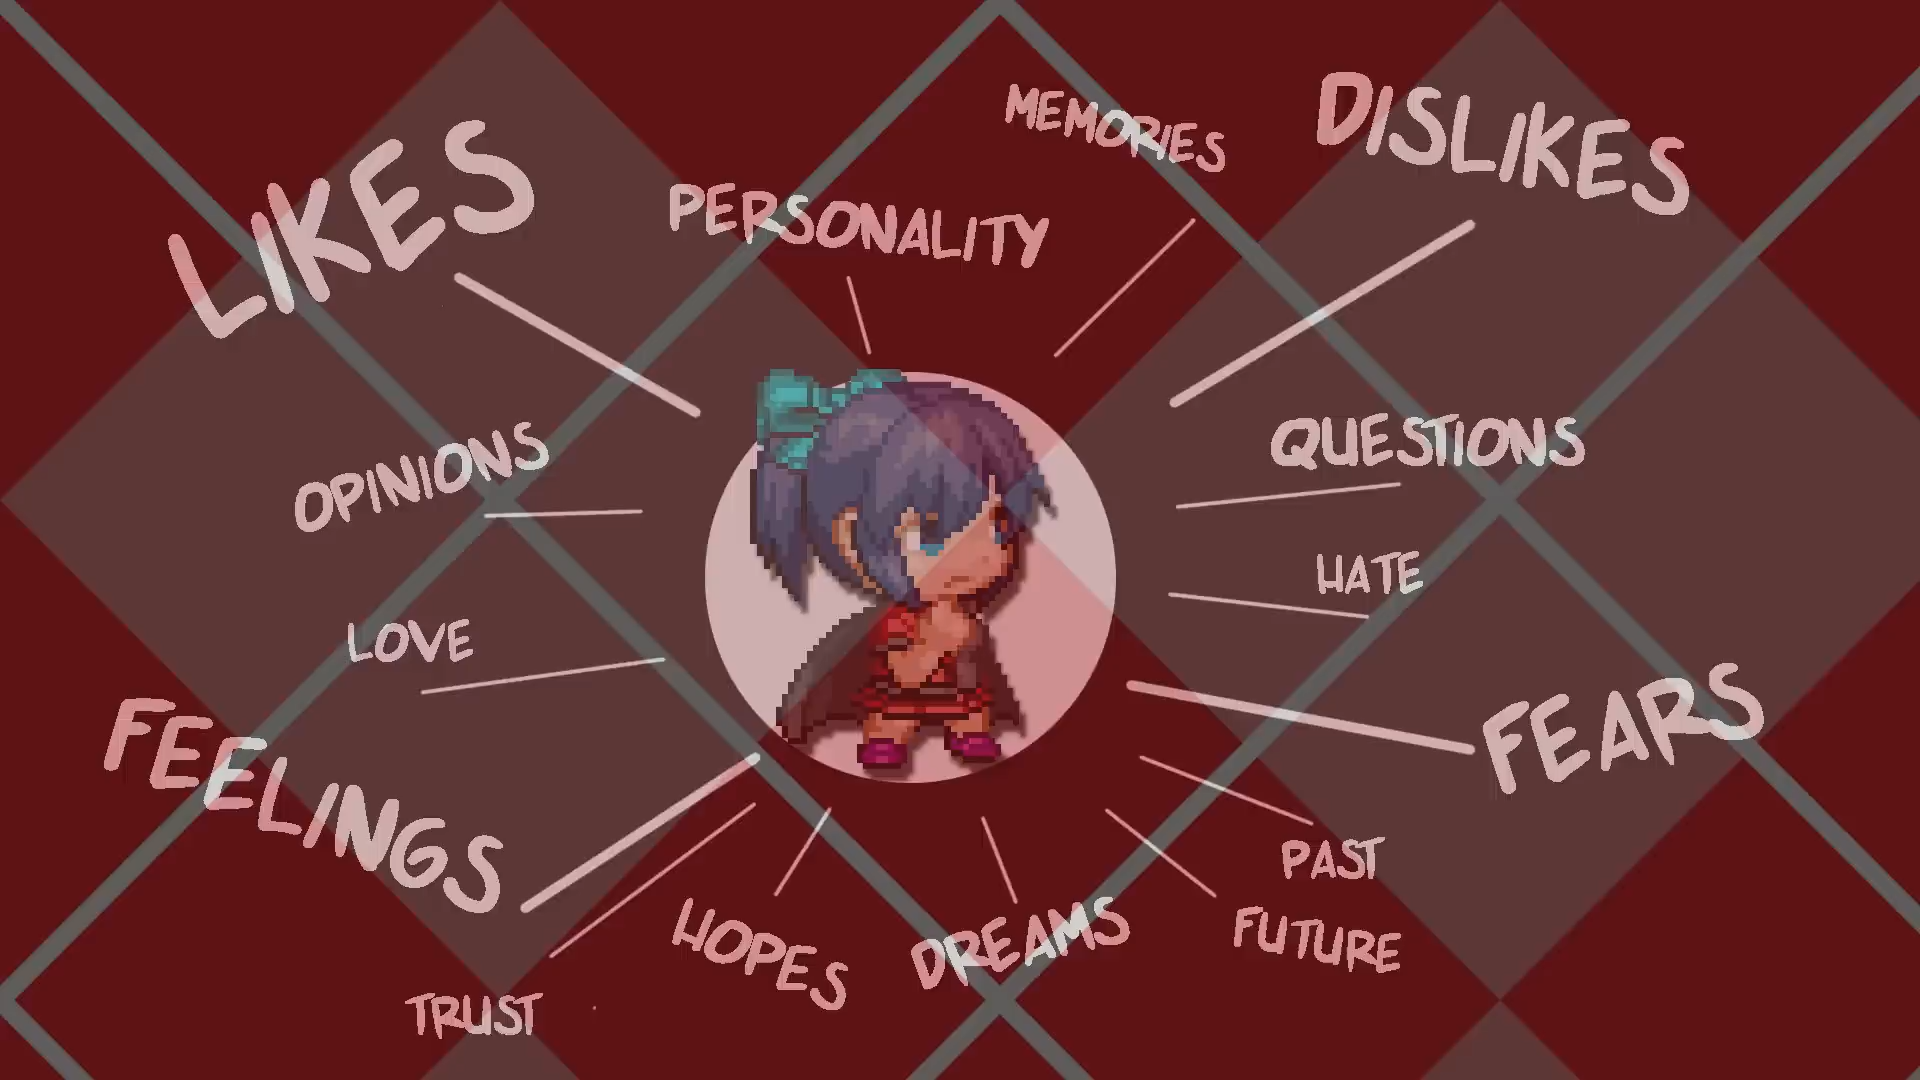 MEMORIES
DISLIKES
LIKES
PERSONALITY
OPINIONS
QUESTIONS
HATE
LOVE
FEELINGS
FEARS
PAST
HOPES
DREAMS
FUTURE
TRUST